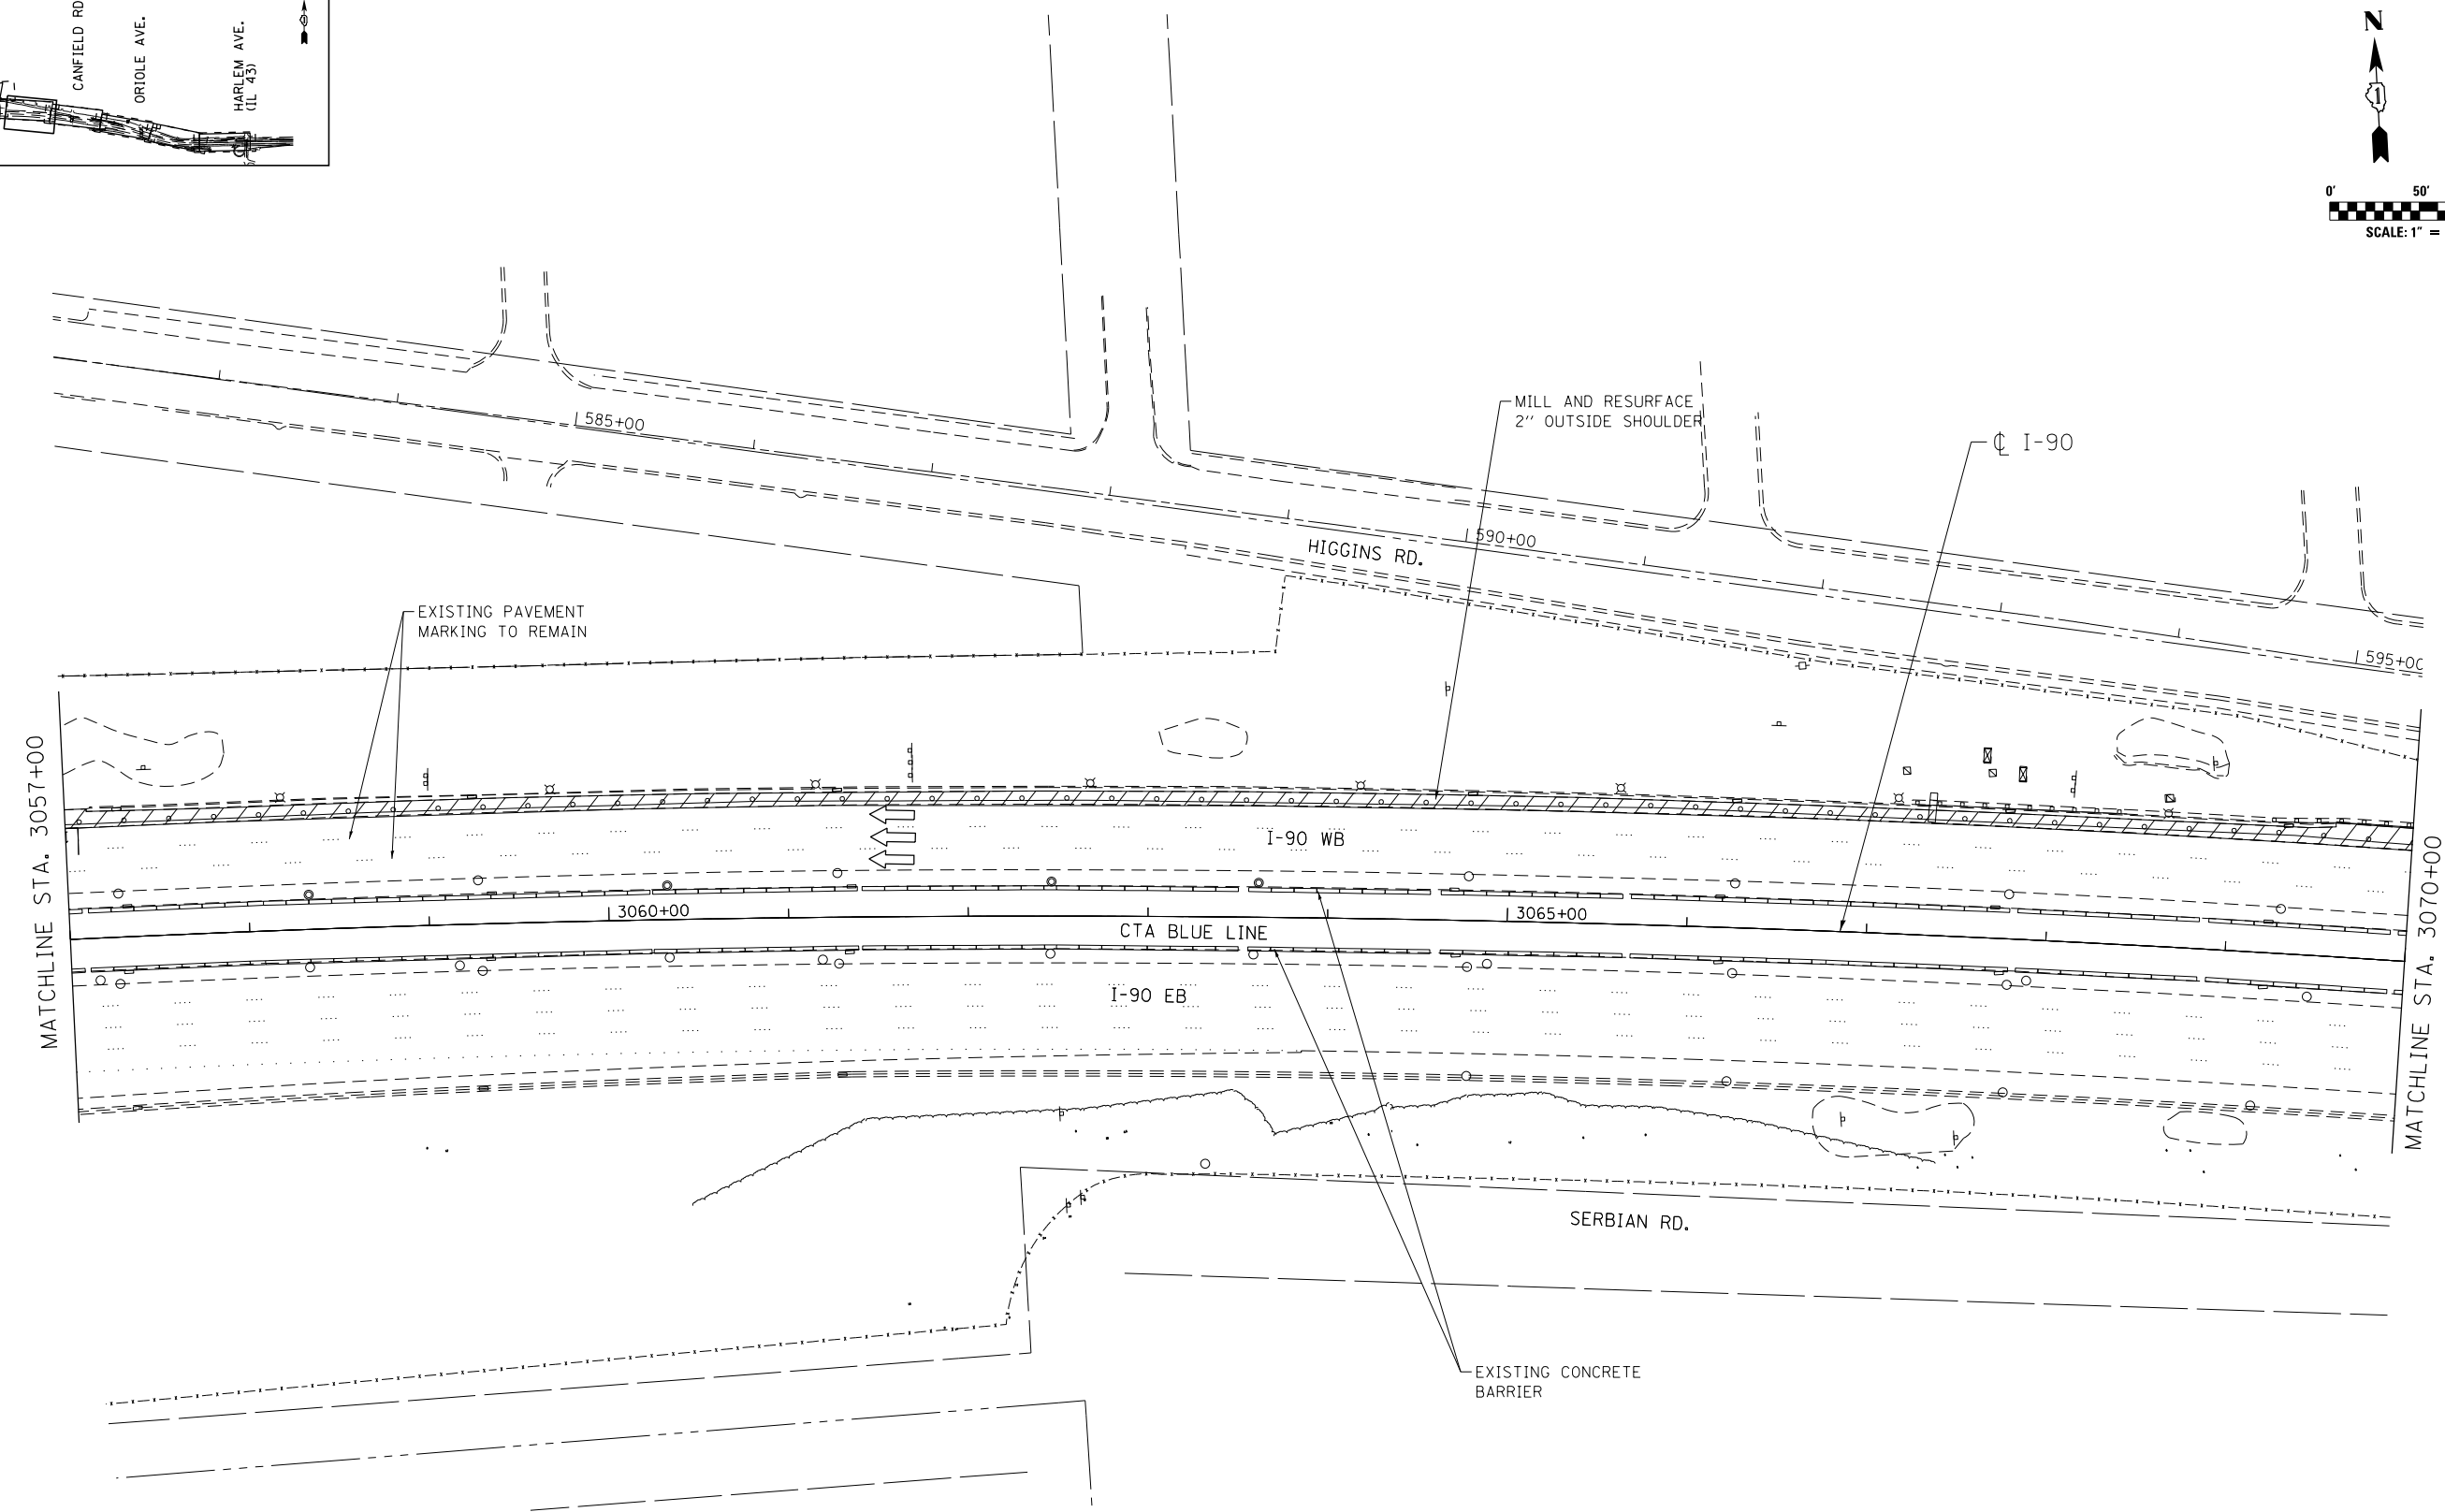 CANFIELD RD
ORIOLE AVE.
HARLEM AVE.
(IL 43)
N
1
0' 50'
SCALE: 1" =
585+00
MILL AND RESURFACE
2'' OUTSIDE SHOULDER
℄ I-90
590+00
HIGGINS RD.
EXISTING PAVEMENT
MARKING TO REMAIN
595+00
MATCHLINE STA. 3057+00
I-90 WB
3060+00
3065+00
CTA BLUE LINE
I-90 EB
MATCHLINE STA. 3070+00
SERBIAN RD.
EXISTING CONCRETE
BARRIER